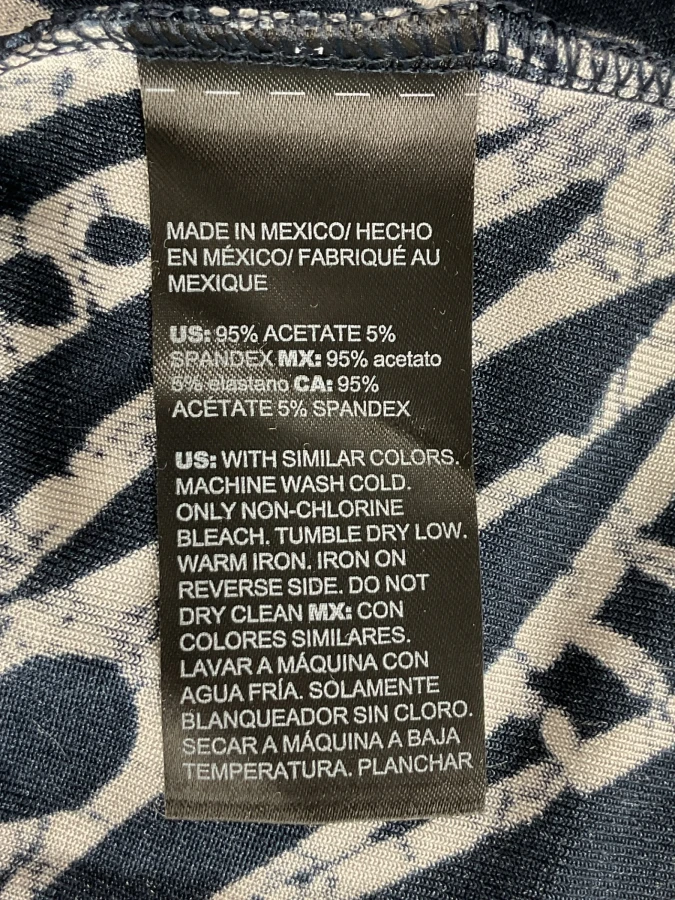 MADE IN MEXICO/ HECHO
EN MÉXICO/ FABRIQUÉ AU
MEXIQUE
US: 95% ACETATE 5%
SPANDEX MX: 95% acetato
5% elastano CA: 95%
ACÉTATE 5% SPANDEX
US: WITH SIMILAR COLORS.
MACHINE WASH COLD.
ONLY NON-CHLORINE
BLEACH. TUMBLE DRY LOW.
WARM IRON. IRON ON
REVERSE SIDE. DO NOT
DRY CLEAN MX: CON
COLORES SIMILARES.
LAVAR A MÁQUINA CON
AGUA FRÍA. SOLAMENTE
BLANQUEADOR SIN CLORO.
SECAR A MÁQUINA A BAJA
TEMPERATURA. PLANCHAR